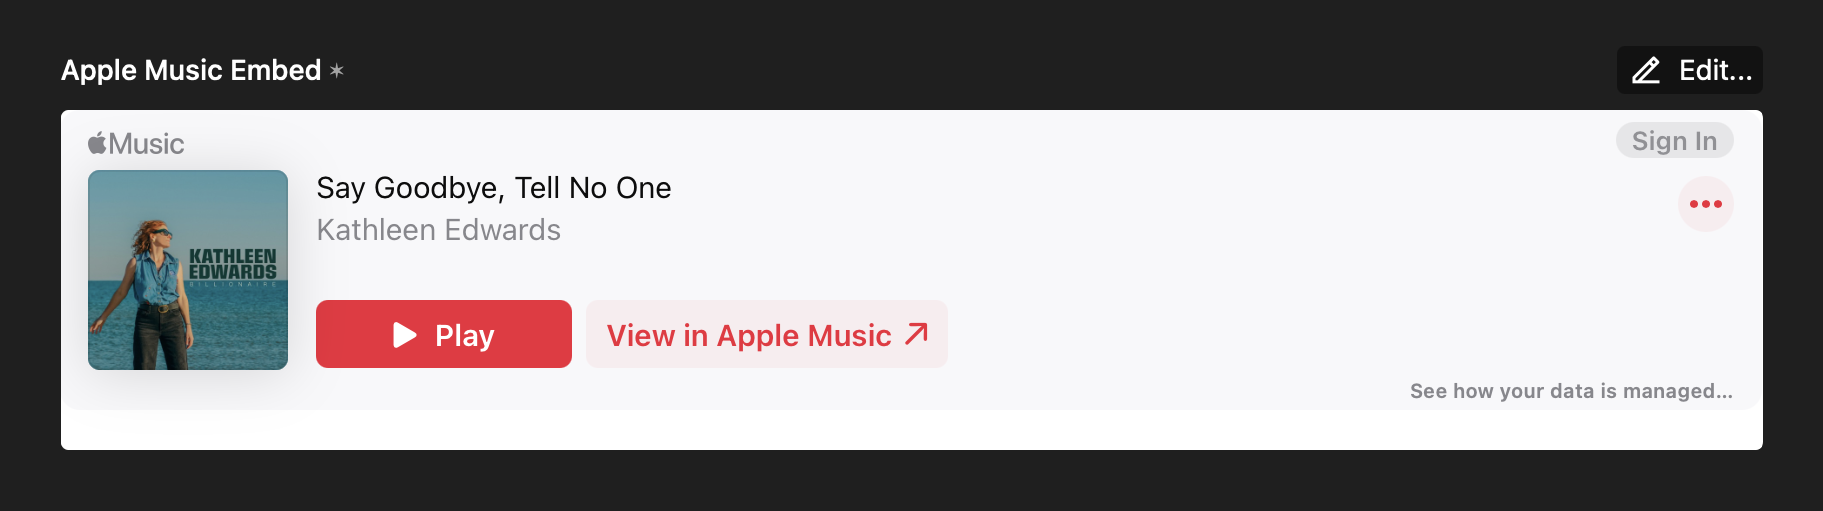 Apple Music Embed ✶
Edit...
Music
Sign In
Say Goodbye, Tell No One
Kathleen Edwards
KATHLEEN
EDWARDS
BILLIONAIRE
Play
View in Apple Music ↗
See how your data is managed...